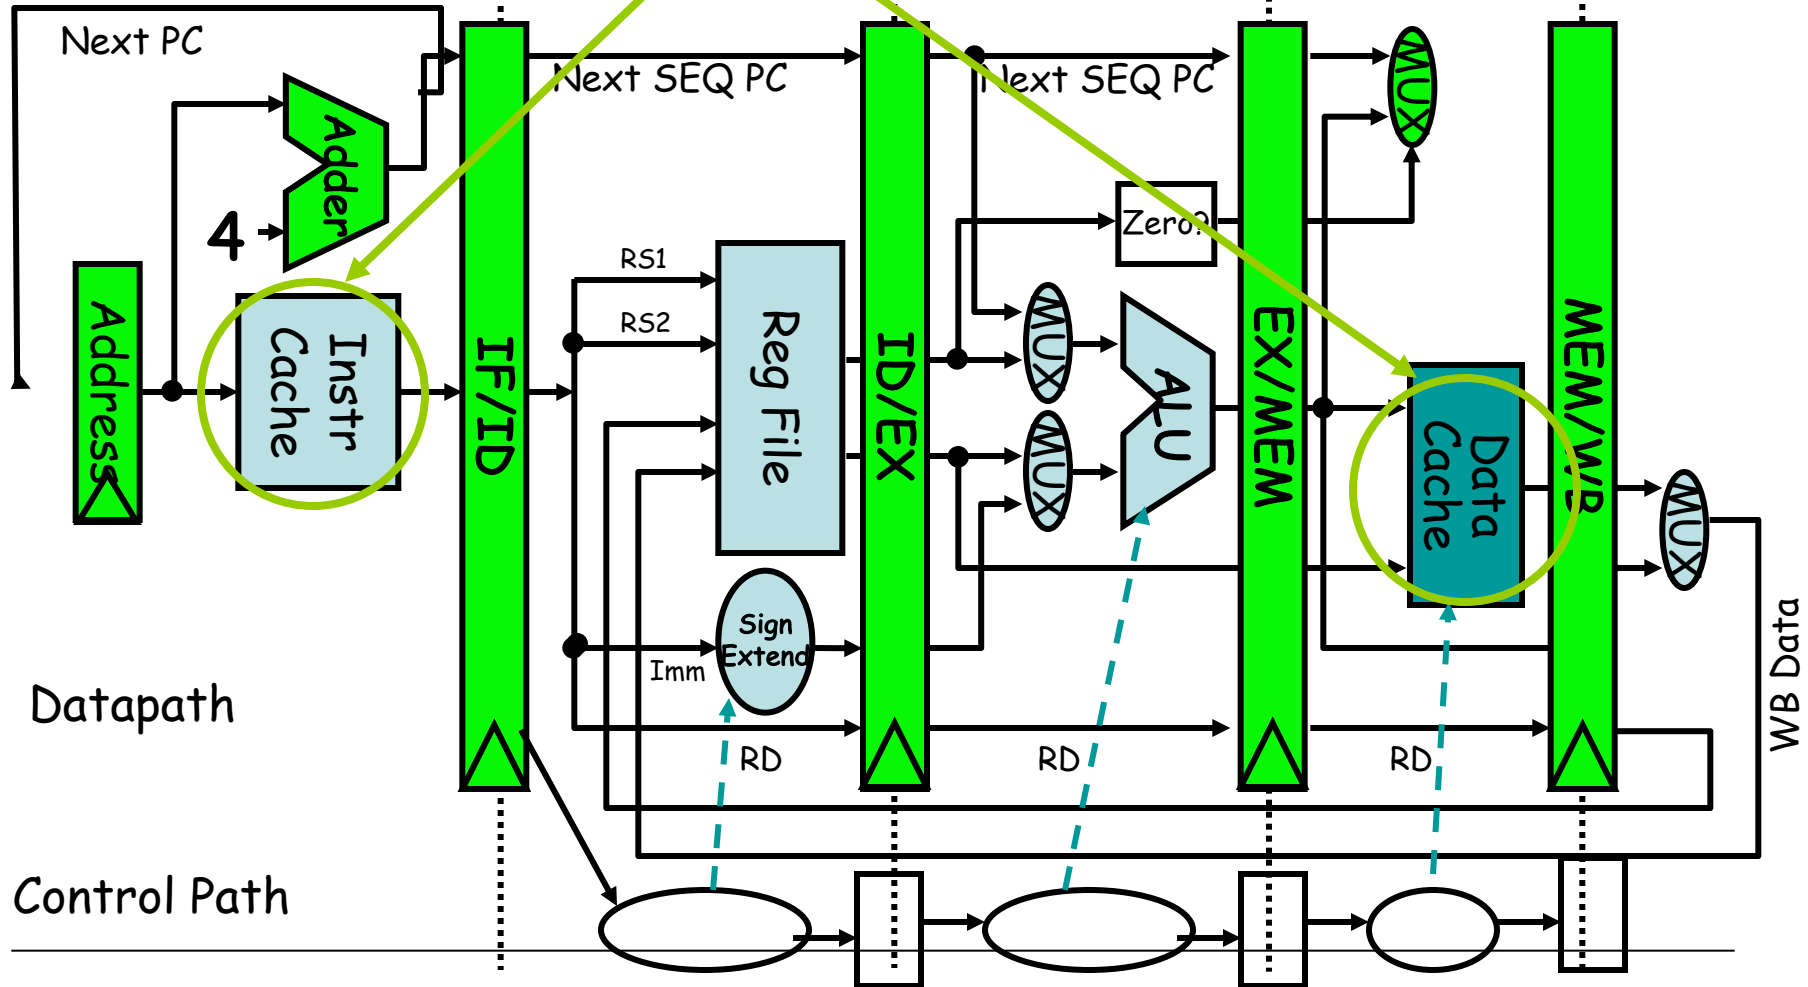 Next PC
Next SEQ PC
Next SEQ PC
MUX
Adder
4
Zero?
RS1
RS2
Address
Instr
Cache
IF/ID
Reg File
ID/EX
MUX
MUX
ALU
EX/MEM
Data
Cache
MEM/WB
MUX
Sign
Extend
Imm
WB Data
Datapath
RD
RD
RD
Control Path